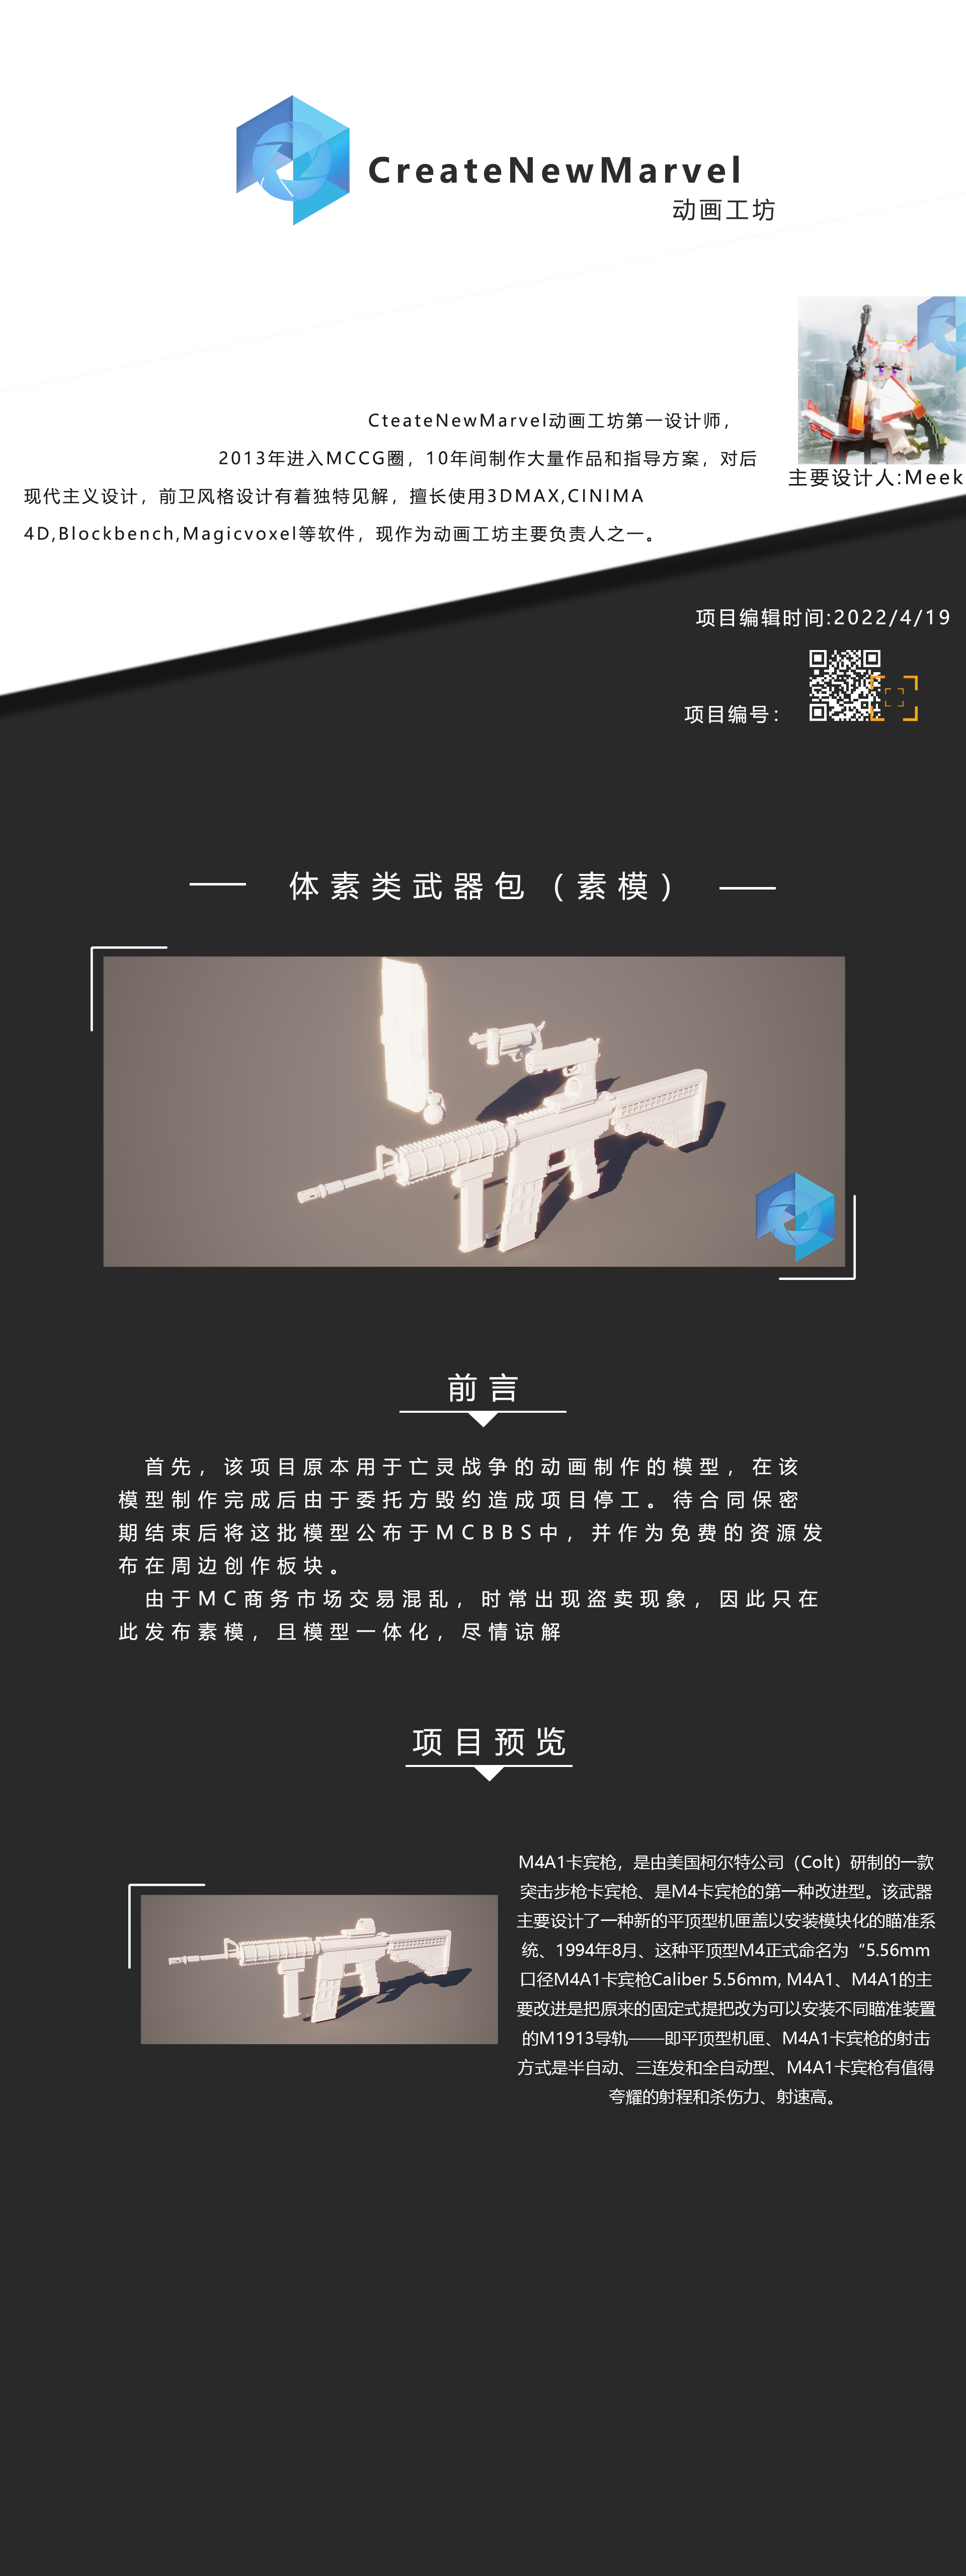 CreateNewMarvel
动画工坊
CteateNewMarvel动画工坊第一设计师，
2013年进入MCCG圈，10年间制作大量作品和指导方案，对后
现代主义设计，前卫风格设计有着独特见解，擅长使用3DMAX,CINIMA
4D,Blockbench,Magicvoxel等软件，现作为动画工坊主要负责人之一。
主要设计人:Meek
项目编辑时间:2022/4/19
项目编号：
体素类武器包（素模）
前言
首先，该项目原本用于亡灵战争的动画制作的模型，在该
模型制作完成后由于委托方毁约造成项目停工。待合同保密
期结束后将这批模型公布于MCBBS中，并作为免费的资源发
布在周边创作板块。
由于MC商务市场交易混乱，时常出现盗卖现象，因此只在
此发布素模，且模型一体化，尽情谅解
项目预览
M4A1卡宾枪，是由美国柯尔特公司（Colt）研制的一款
突击步枪卡宾枪、是M4卡宾枪的第一种改进型。该武器
主要设计了一种新的平顶型机匣盖以安装模块化的瞄准系
统、1994年8月、这种平顶型M4正式命名为“5.56mm
口径M4A1卡宾枪Caliber 5.56mm, M4A1、M4A1的主
要改进是把原来的固定式提把改为可以安装不同瞄准装置
的M1913导轨——即平顶型机匣、M4A1卡宾枪的射击
方式是半自动、三连发和全自动型、M4A1卡宾枪有值得
夸耀的射程和杀伤力、射速高。